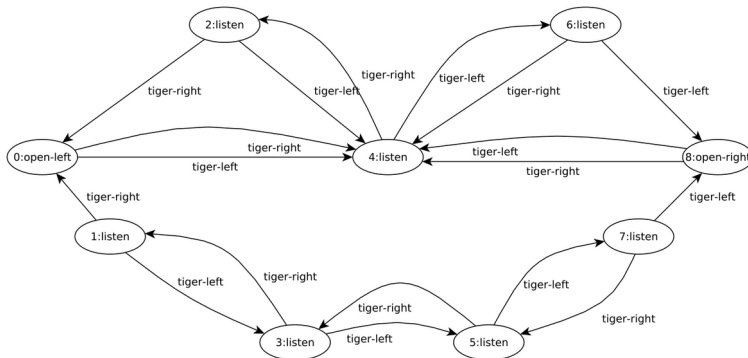 2:listen
6:listen
tiger-right
tiger-left
tiger-right
tiger-left
tiger-right
tiger-left
0:open-left
tiger-right
tiger-left
4:listen
tiger-left
tiger-right
8:open-right
tiger-right
tiger-left
1:listen
7:listen
tiger-left
tiger-right
tiger-left
tiger-right
tiger-right
3:listen
tiger-left
5:listen